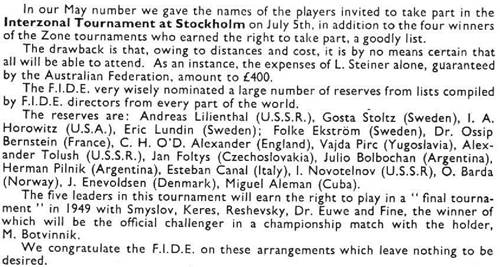 In our May number we gave the names of the players invited to take part in the
Interzonal Tournament at Stockholm on July 5th, in addition to the four winners
of the Zone tournaments who earned the right to take part, a goodly list.
The drawback is that, owing to distances and cost, it is by no means certain that
all will be able to attend. As an instance, the expenses of L. Steiner alone, guaranteed
by the Australian Federation, amount to £400.
The F.I.D.E. very wisely nominated a large number of reserves from lists compiled
by F.I.D.E. directors from every part of the world.
The reserves are: Andreas Lilienthal (U.S.S.R.), Gosta Stoltz (Sweden), I. A.
Horowitz (U.S.A.), Eric Lundin (Sweden); Folke Ekström (Sweden), Dr. Ossip
Bernstein (France), C. H. O'D. Alexander (England), Vajda Pirc (Yugoslavia), Alex-
ander Tolush (U.S.S.R.), Jan Foltys (Czechoslovakia), Julio Bolbochan (Argentina),
Herman Pilnik (Argentina), Esteban Canal (Italy), I. Novotelnov (U.S.S.R), O. Barda
(Norway), J. Enevoldsen (Denmark), Miguel Aleman (Cuba).
The five leaders in this tournament will earn the right to play in a " final tourna-
ment " in 1949 with Smyslov, Keres, Reshevsky, Dr. Euwe and Fine, the winner of
which will be the official challenger in a championship match with the holder,
M. Botvinnik.
We congratulate the F.I.D.E. on these arrangements which leave nothing to be
desired.